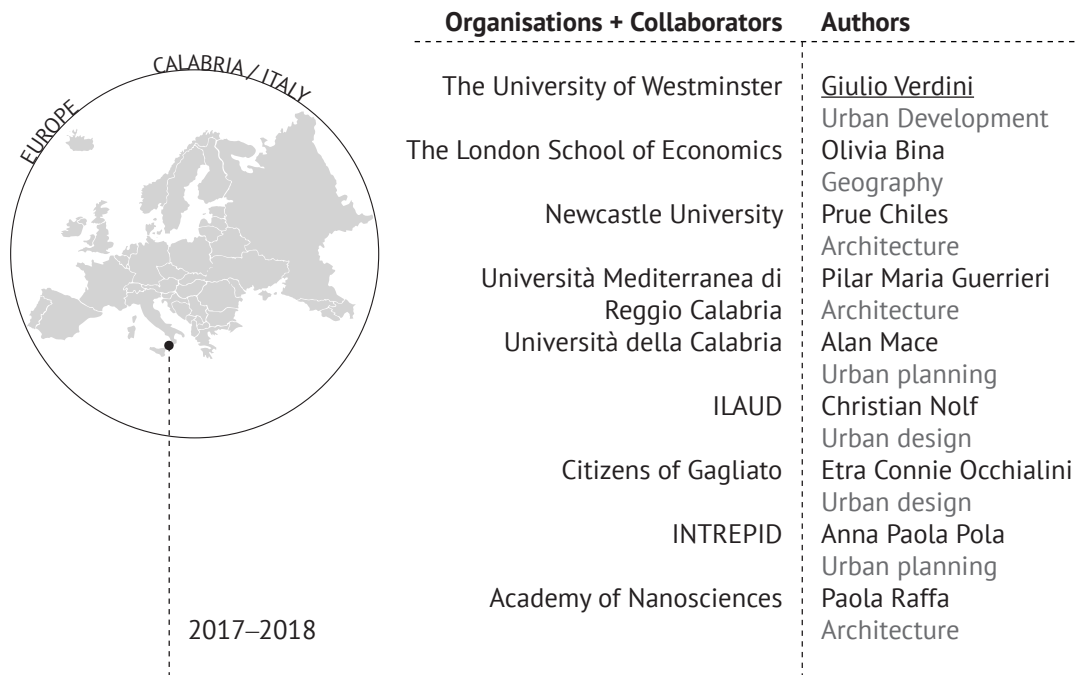 CALABRIA / ITALY
EUROPE
2017–2018
Organisations + Collaborators
The University of Westminster
The London School of Economics
Newcastle University
Università Mediterranea di
Reggio Calabria
Università della Calabria
ILAUD
Citizens of Gagliato
INTREPID
Academy of Nanosciences
Authors
Giulio Verdini
Urban Development
Olivia Bina
Geography
Prue Chiles
Architecture
Pilar Maria Guerrieri
Architecture
Alan Mace
Urban planning
Christian Nolf
Urban design
Etra Connie Occhialini
Urban design
Anna Paola Pola
Urban planning
Paola Raffa
Architecture